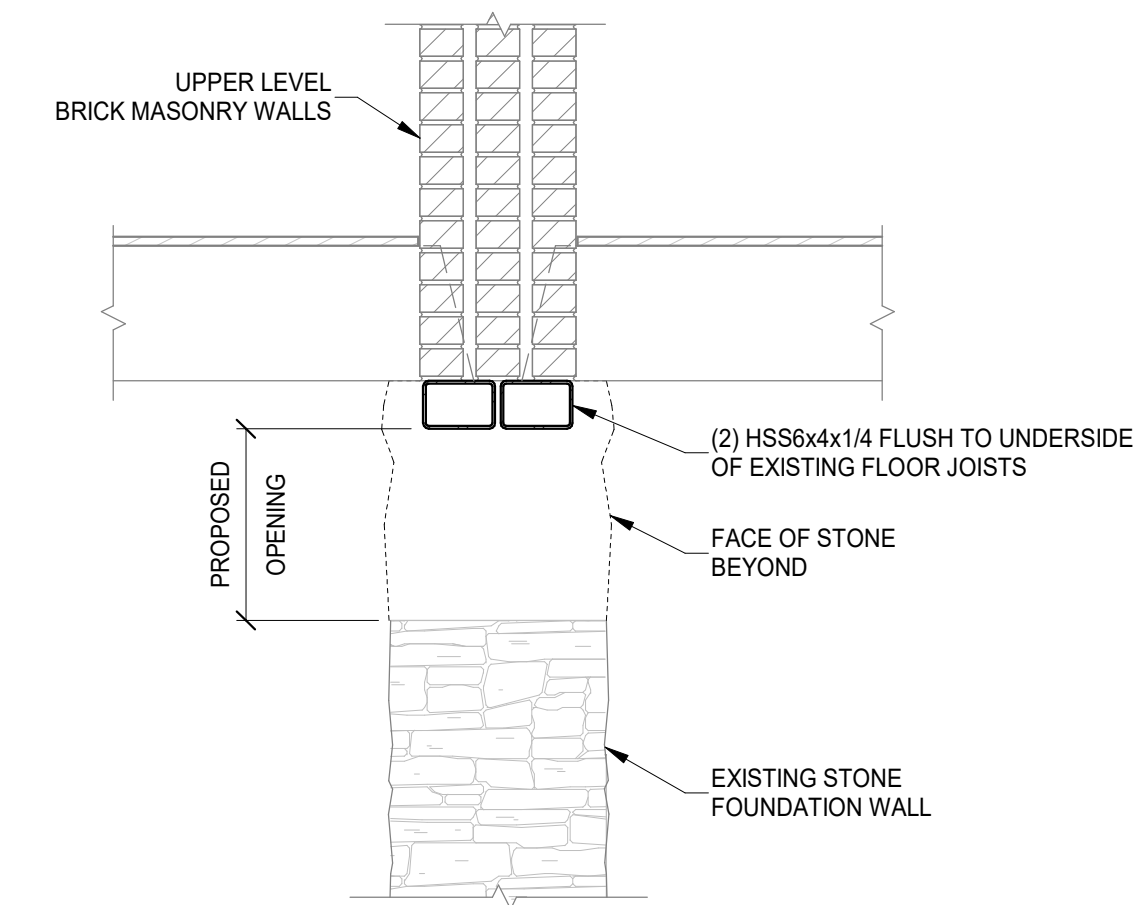 UPPER LEVEL
BRICK MASONRY WALLS
(2) HSS6x4x1/4 FLUSH TO UNDERSIDE
OF EXISTING FLOOR JOISTS
PROPOSED
OPENING
FACE OF STONE
BEYOND
EXISTING STONE
FOUNDATION WALL